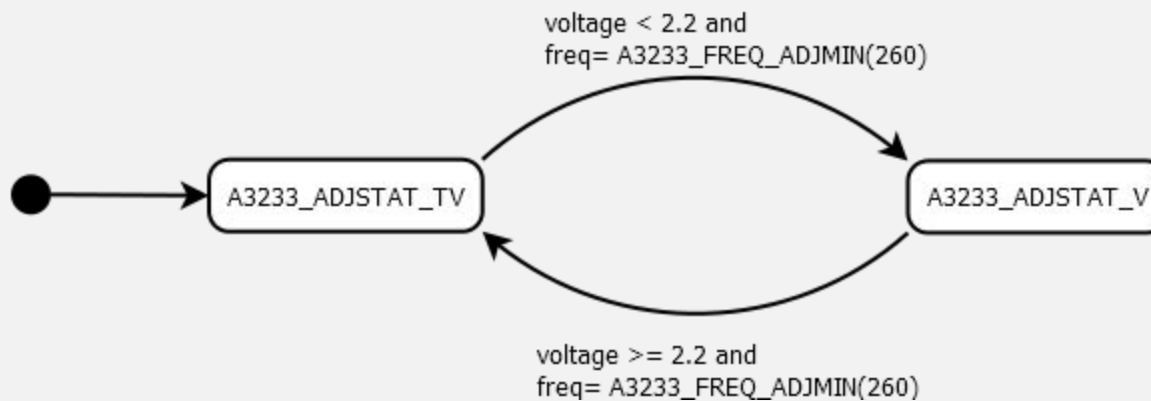 voltage < 2.2 and
freq= A3233_FREQ_ADJMIN(260)
A3233_ADJSTAT_TV
A3233_ADJSTAT_V
voltage >= 2.2 and
freq= A3233_FREQ_ADJMIN(260)